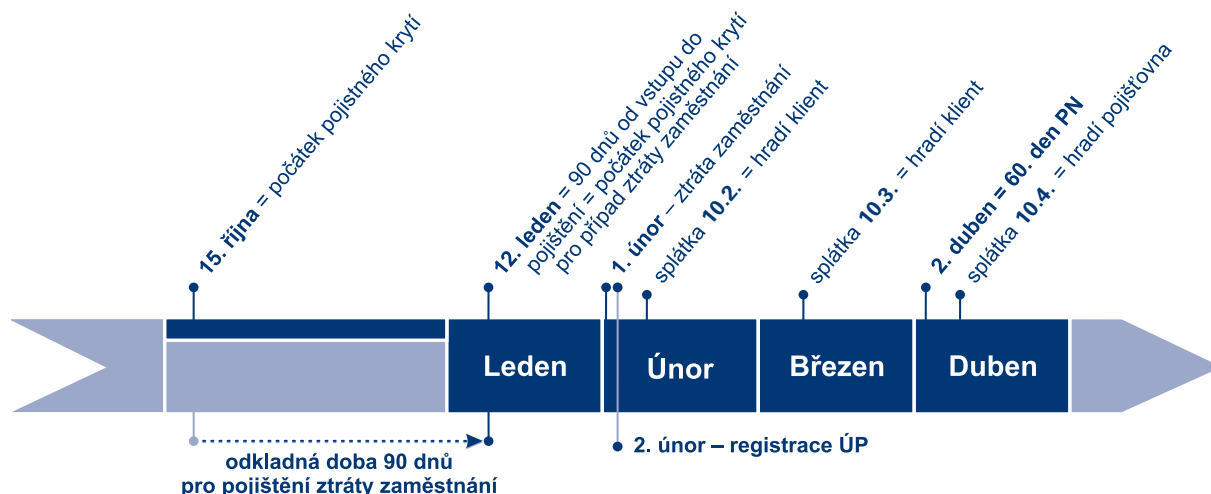 15. října = počátek pojistného krytí
12. leden = 90 dnů od vstupu do
pojištění = počátek pojistného krytí
pro případ ztráty zaměstnání
1. únor – ztráta zaměstnání
splátka 10.2. = hradí klient
splátka 10.3. = hradí klient
2. duben = 60. den PN
splátka 10.4. = hradí pojišťovna
Leden
Únor
Březen
Duben
2. únor – registrace ÚP
odkladná doba 90 dnů
pro pojištění ztráty zaměstnání